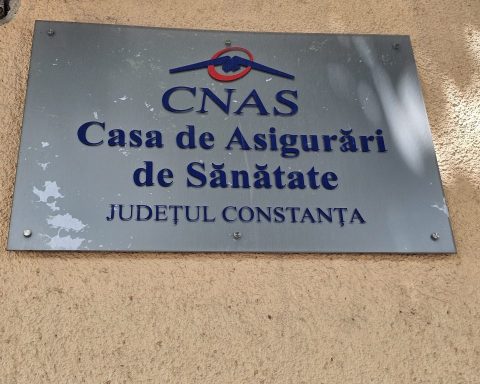 CNAS
Casa de Asigurări
de Sănătate
JUDEȚUL CONSTANȚA